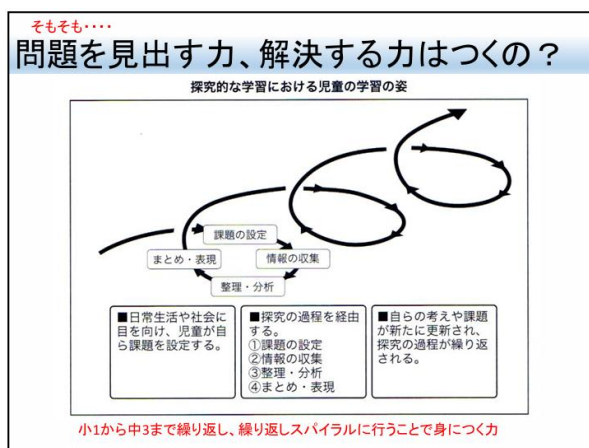 そもそも････
問題を見出す力、解決する力はつくの？
探究的な学習における児童の学習の姿
課題の設定
まとめ・表現
情報の収集
整理・分析
■日常生活や社会に
目を向け、児童が自
ら課題を設定する。
■探究の過程を経由
する。
①課題の設定
②情報の収集
③整理・分析
④まとめ・表現
■自らの考えや課題
が新たに更新され、
探究の過程が繰り返
される。
小1から中3まで繰り返し、繰り返しスパイラルに行うことで身につく力